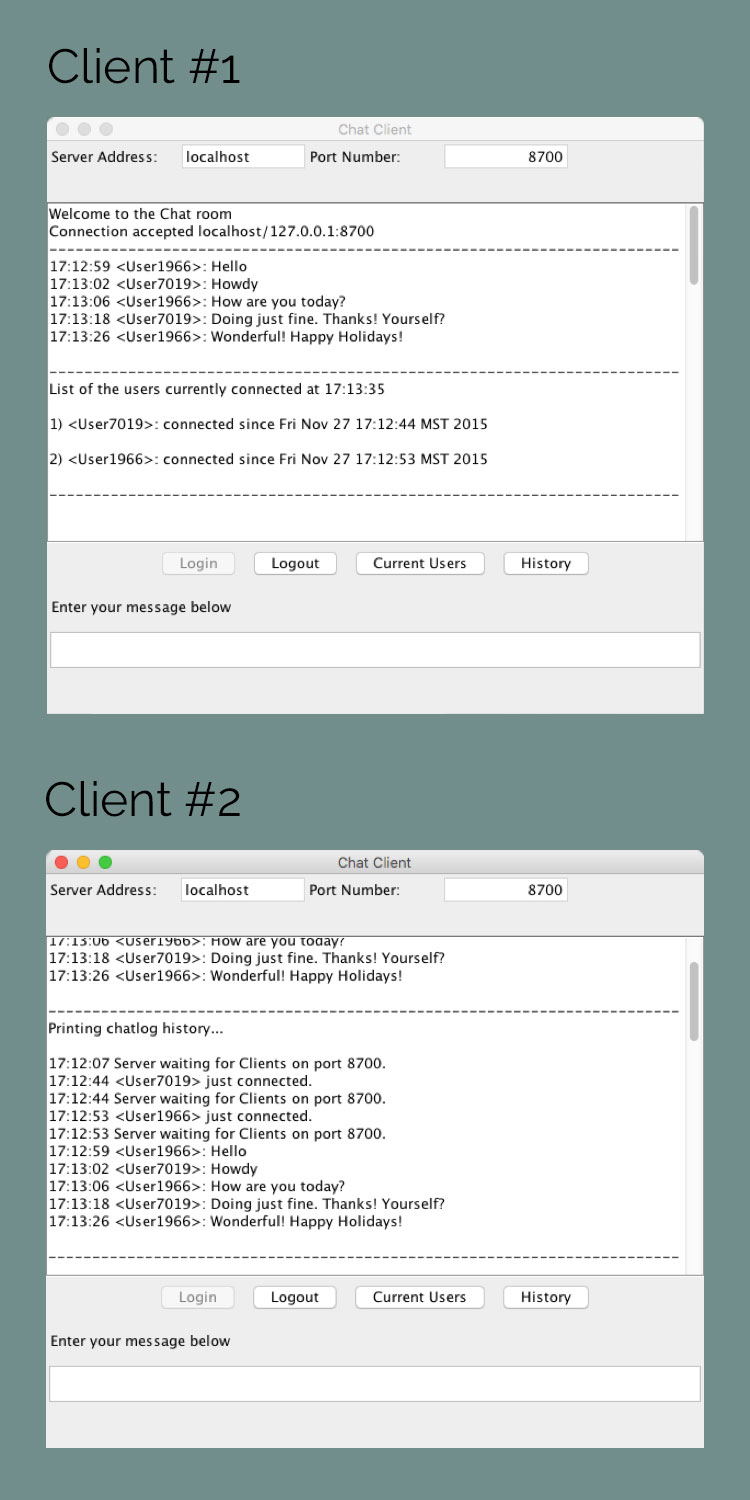 Client #1
Chat Client
Server Address: localhost Port Number: 8700
Welcome to the Chat room
Connection accepted localhost/127.0.0.1:8700
17:12:59 <User1966>: Hello
17:13:02 <User7019>: Howdy
17:13:06 <User1966>: How are you today?
17:13:18 <User7019>: Doing just fine. Thanks! Yourself?
17:13:26 <User1966>: Wonderful! Happy Holidays!
List of the users currently connected at 17:13:35
1) <User7019>: connected since Fri Nov 27 17:12:44 MST 2015
2) <User1966>: connected since Fri Nov 27 17:12:53 MST 2015
Login Logout Current Users History
Enter your message below
Client #2
Chat Client
Server Address: localhost Port Number: 8700
17:13:06 <User1966>: How are you today?
17:13:18 <User7019>: Doing just fine. Thanks! Yourself?
17:13:26 <User1966>: Wonderful! Happy Holidays!
Printing chatlog history...
17:12:07 Server waiting for Clients on port 8700.
17:12:44 <User7019> just connected.
17:12:44 Server waiting for Clients on port 8700.
17:12:53 <User1966> just connected.
17:12:53 Server waiting for Clients on port 8700.
17:12:59 <User1966>: Hello
17:13:02 <User7019>: Howdy
17:13:06 <User1966>: How are you today?
17:13:18 <User7019>: Doing just fine. Thanks! Yourself?
17:13:26 <User1966>: Wonderful! Happy Holidays!
Login Logout Current Users History
Enter your message below